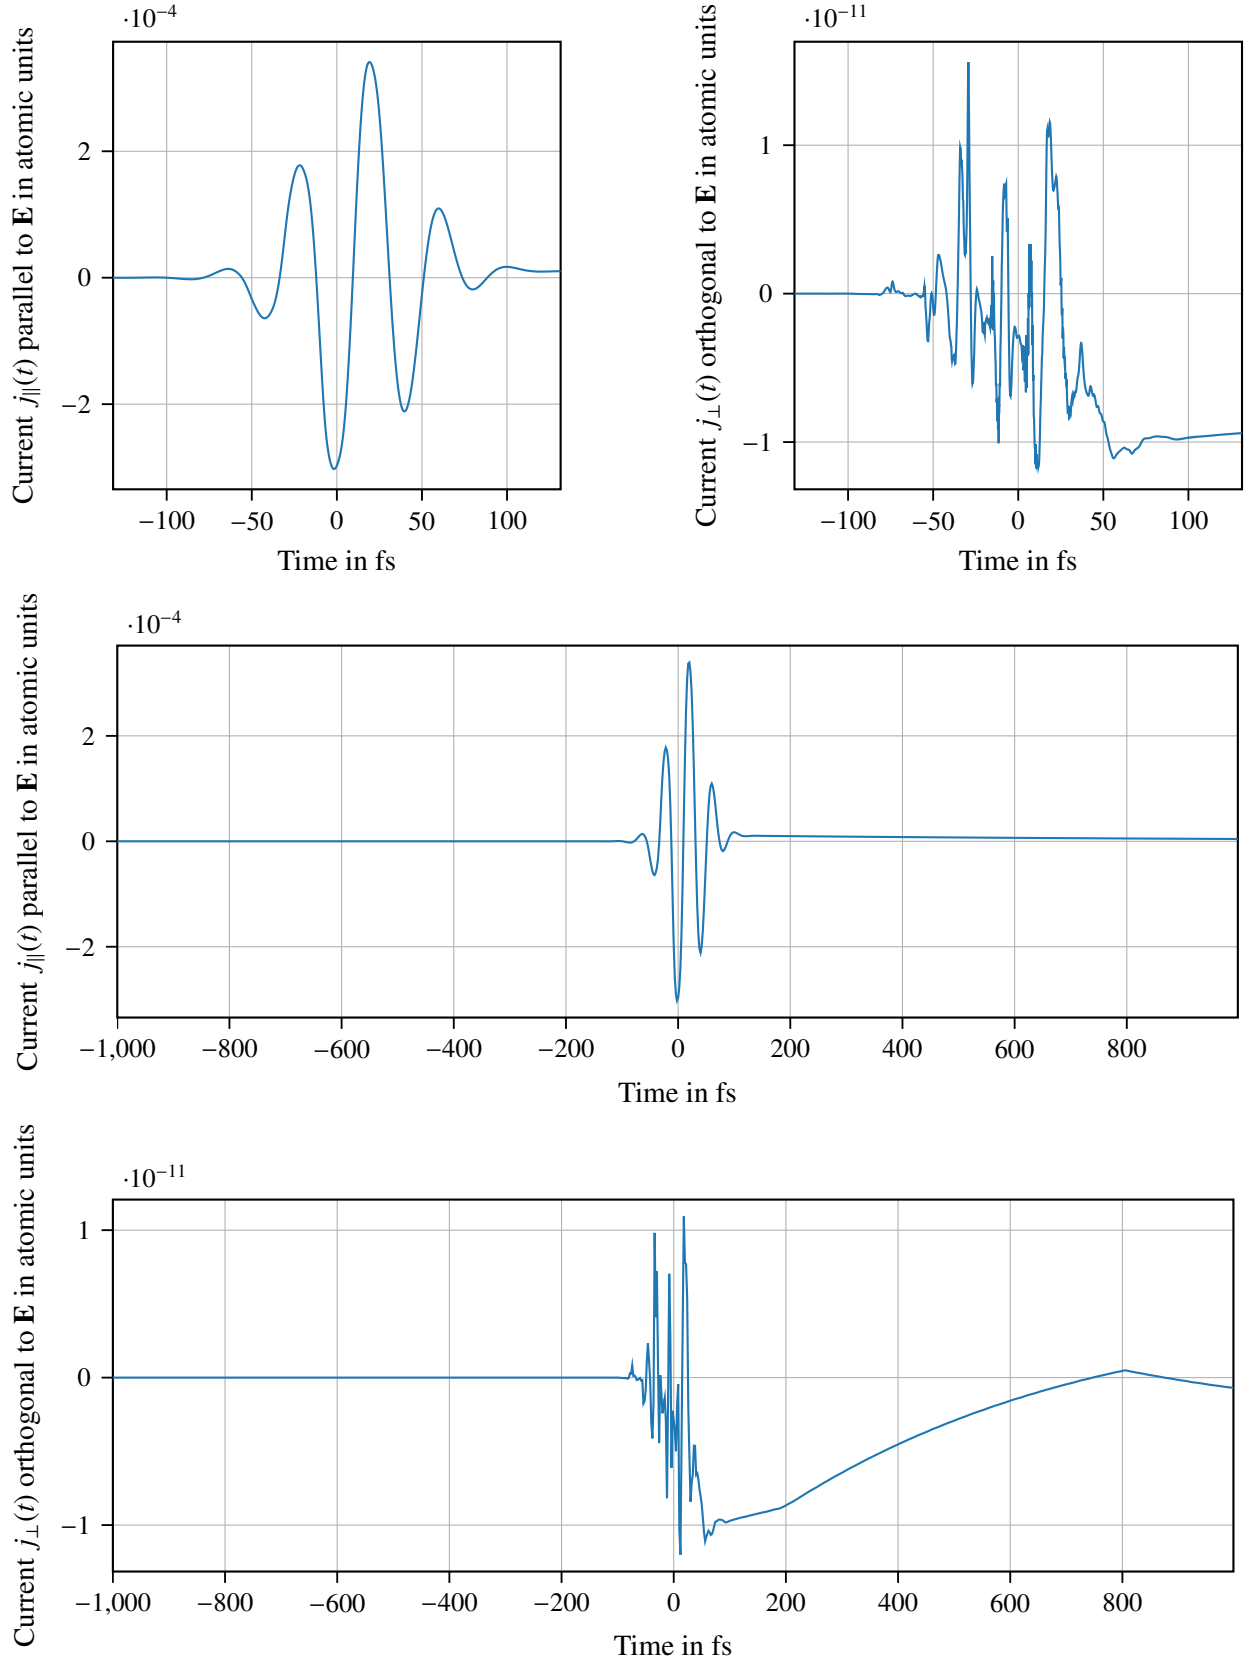 ·10−4
Current j∥(t) parallel to E in atomic units
2
0
−2
−100 −50 0 50 100
Time in fs
·10−11
Current j⊥(t) orthogonal to E in atomic units
1
0
−1
−100 −50 0 50 100
Time in fs
·10−4
Current j∥(t) parallel to E in atomic units
2
0
−2
−1,000 −800 −600 −400 −200 0 200 400 600 800
Time in fs
·10−11
Current j⊥(t) orthogonal to E in atomic units
1
0
−1
−1,000 −800 −600 −400 −200 0 200 400 600 800
Time in fs